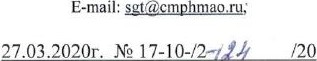 E-mail: sgt@cmphmao.ru;
27.03.2020г. № 17-10-/2-124 /20